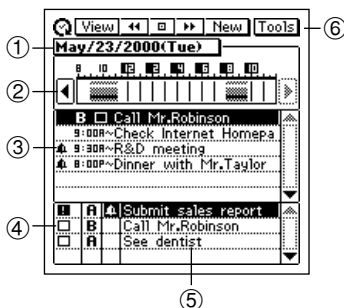 View New Tools ⑥
① May/23/2000(Tue)
8 10 12 2 4 6 8 10
②
B Call Mr.Robinson
9:00A~Check Internet Homepa
③ 9:30A~R&D meeting
8:00P~Dinner with Mr.Taylor
A Submit sales report
④ B Call Mr.Robinson
A See dentist
⑤